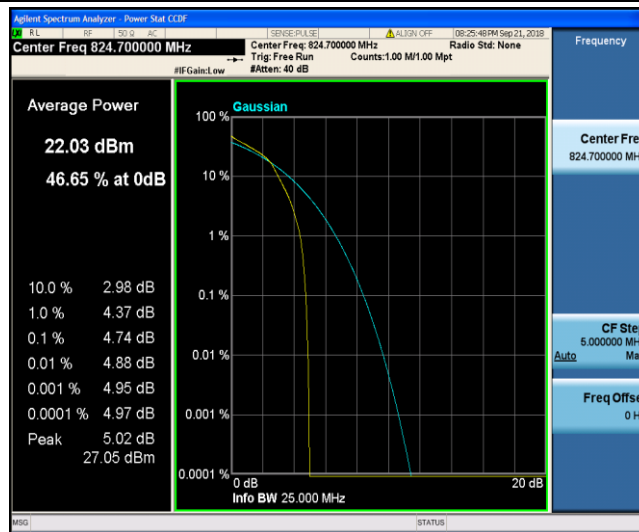 Agilent Spectrum Analyzer - Power Stat CCDF
RL RF 50 Ω AC SENSE:PULSE ALIGN OFF 08:25:48 PM Sep 21, 2018
Center Freq 824.700000 MHz
Center Freq: 824.700000 MHz Radio Std: None
Trig: Free Run Counts:1.00 M/1.00 Mpt
#IFGain:Low #Atten: 40 dB
Frequency
Average Power
22.03 dBm
46.65 % at 0dB
10.0 % 2.98 dB
1.0 % 4.37 dB
0.1 % 4.74 dB
0.01 % 4.88 dB
0.001 % 4.95 dB
0.0001 % 4.97 dB
Peak 5.02 dB
27.05 dBm
Gaussian
100 %
10 %
1 %
0.1 %
0.01 %
0.001 %
0.0001 %
0 dB 20 dB
Info BW 25.000 MHz
Center Fre
824.700000 MH
CF Ste
5.000000 MH
Auto Ma
Freq Offse
0 H
MSG STATUS